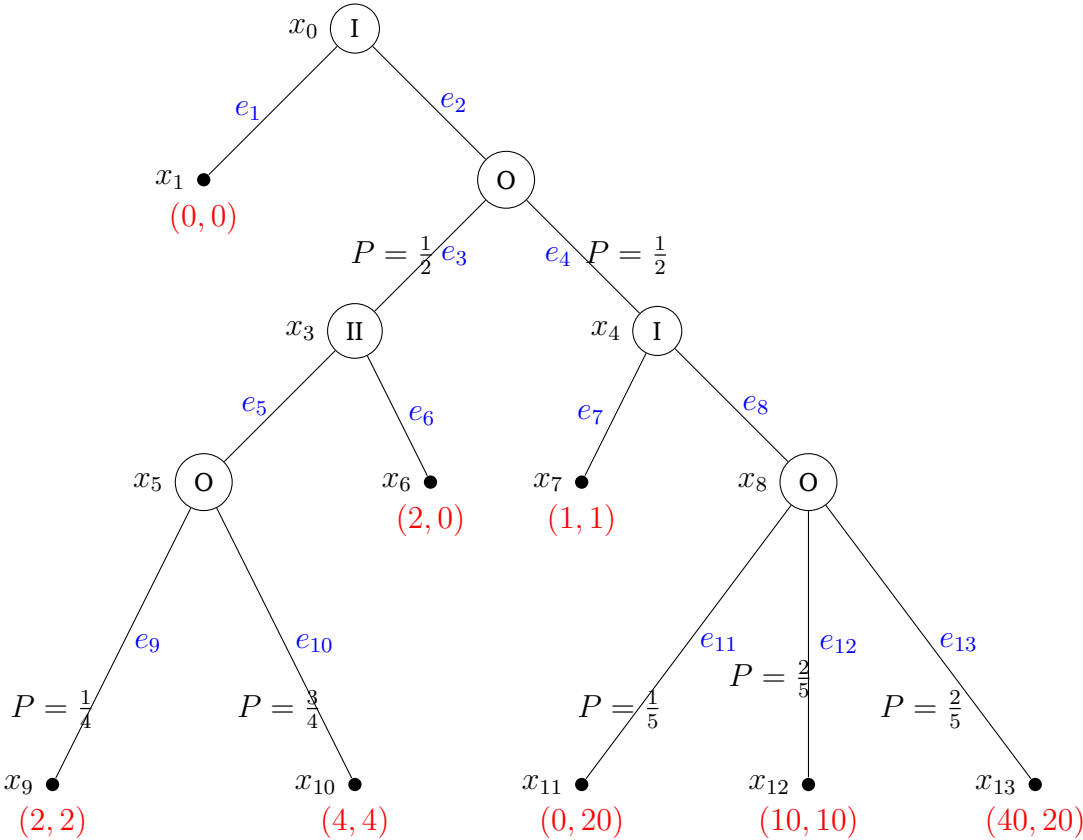 x₀ I
e₁ e₂
x₁ O
(0, 0)
P = 1/2 e₃ e₄ P = 1/2
x₃ II x₄ I
e₅ e₆ e₇ e₈
x₅ O x₆ x₇ x₈ O
(2, 0) (1, 1)
e₉ e₁₀ e₁₁ e₁₂ e₁₃
P = 1/4 P = 3/4 P = 1/5 P = 2/5 P = 2/5
x₉ x₁₀ x₁₁ x₁₂ x₁₃
(2, 2) (4, 4) (0, 20) (10, 10) (40, 20)